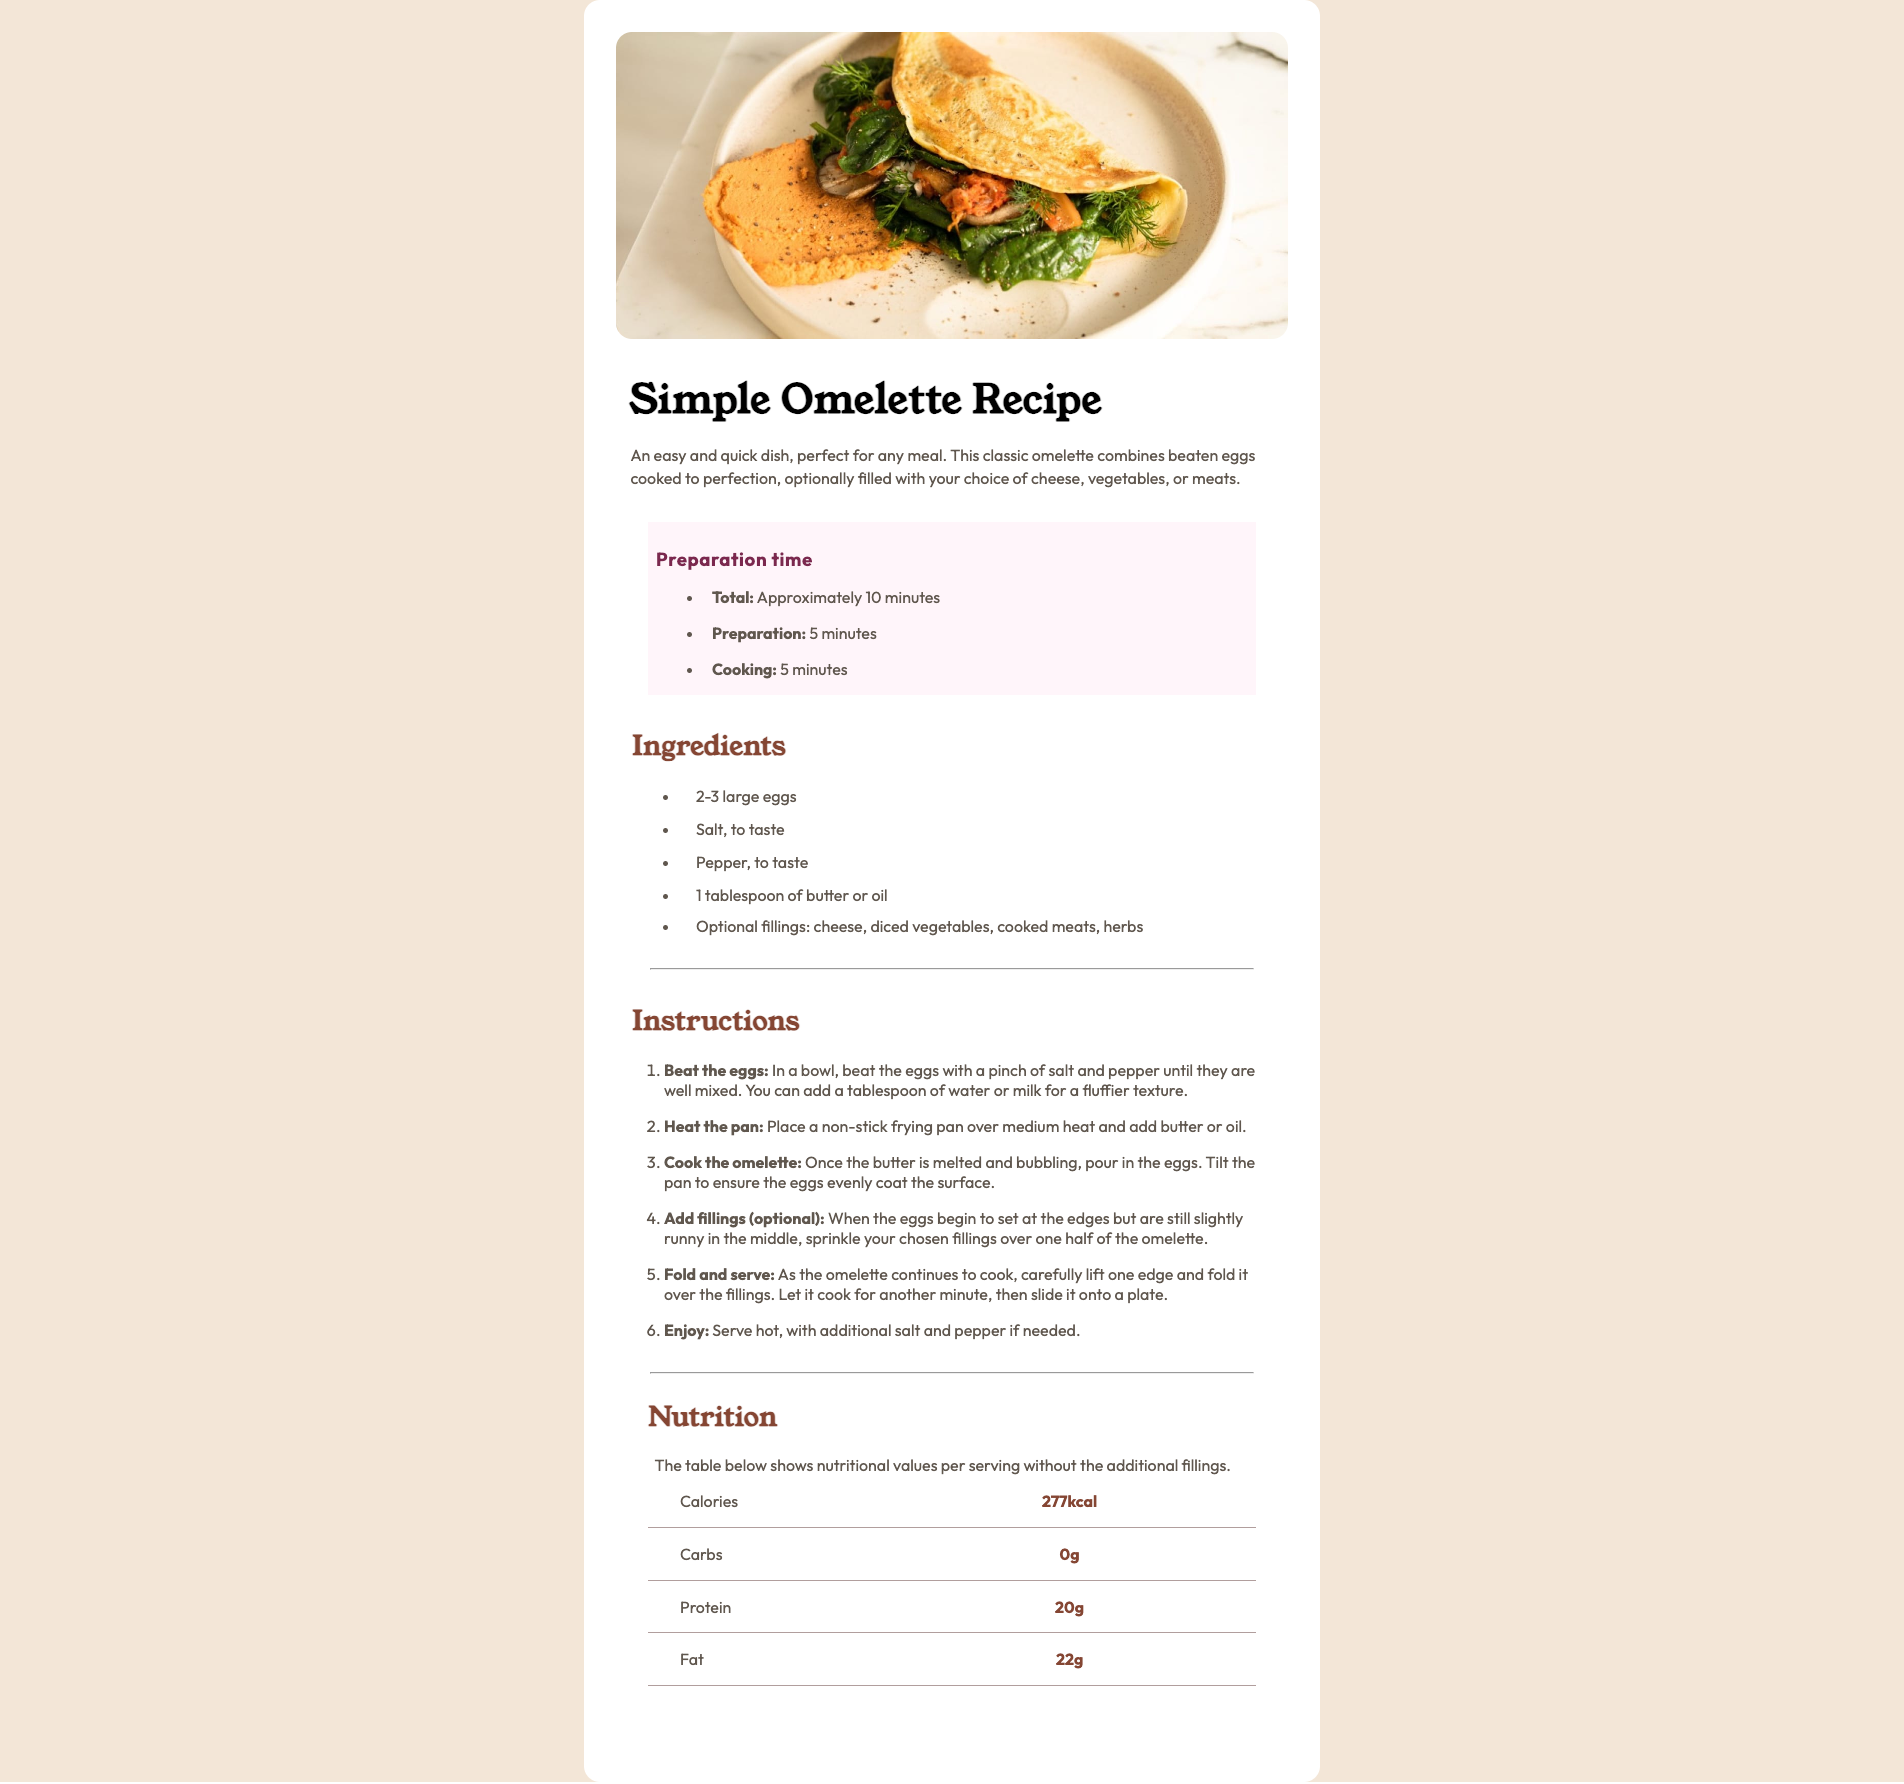 Simple Omelette Recipe
An easy and quick dish, perfect for any meal. This classic omelette combines beaten eggs
cooked to perfection, optionally filled with your choice of cheese, vegetables, or meats.
Preparation time
• Total: Approximately 10 minutes
• Preparation: 5 minutes
• Cooking: 5 minutes
Ingredients
• 2-3 large eggs
• Salt, to taste
• Pepper, to taste
• 1 tablespoon of butter or oil
• Optional fillings: cheese, diced vegetables, cooked meats, herbs
Instructions
1. Beat the eggs: In a bowl, beat the eggs with a pinch of salt and pepper until they are
well mixed. You can add a tablespoon of water or milk for a fluffier texture.
2. Heat the pan: Place a non-stick frying pan over medium heat and add butter or oil.
3. Cook the omelette: Once the butter is melted and bubbling, pour in the eggs. Tilt the
pan to ensure the eggs evenly coat the surface.
4. Add fillings (optional): When the eggs begin to set at the edges but are still slightly
runny in the middle, sprinkle your chosen fillings over one half of the omelette.
5. Fold and serve: As the omelette continues to cook, carefully lift one edge and fold it
over the fillings. Let it cook for another minute, then slide it onto a plate.
6. Enjoy: Serve hot, with additional salt and pepper if needed.
Nutrition
The table below shows nutritional values per serving without the additional fillings.
Calories 277kcal
Carbs 0g
Protein 20g
Fat 22g